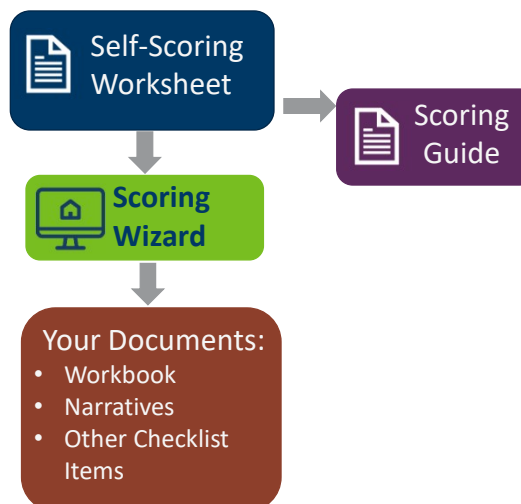 Self-Scoring
Worksheet
Scoring
Guide
Scoring
Wizard
Your Documents:
• Workbook
• Narratives
• Other Checklist
Items